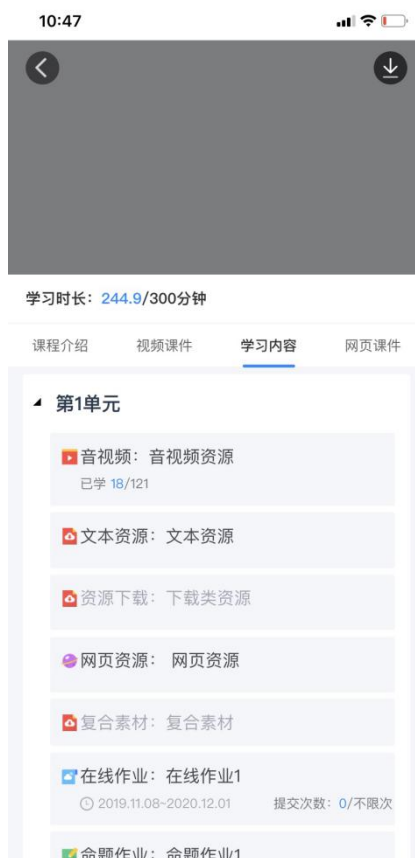 10:47
学习时长：244.9/300分钟
课程介绍 视频课件 学习内容 网页课件
第1单元
音视频：音视频资源
已学 18/121
文本资源：文本资源
资源下载：下载类资源
网页资源： 网页资源
复合素材：复合素材
在线作业：在线作业1
2019.11.08~2020.12.01 提交次数：0/不限次
命题作业：命题作业1